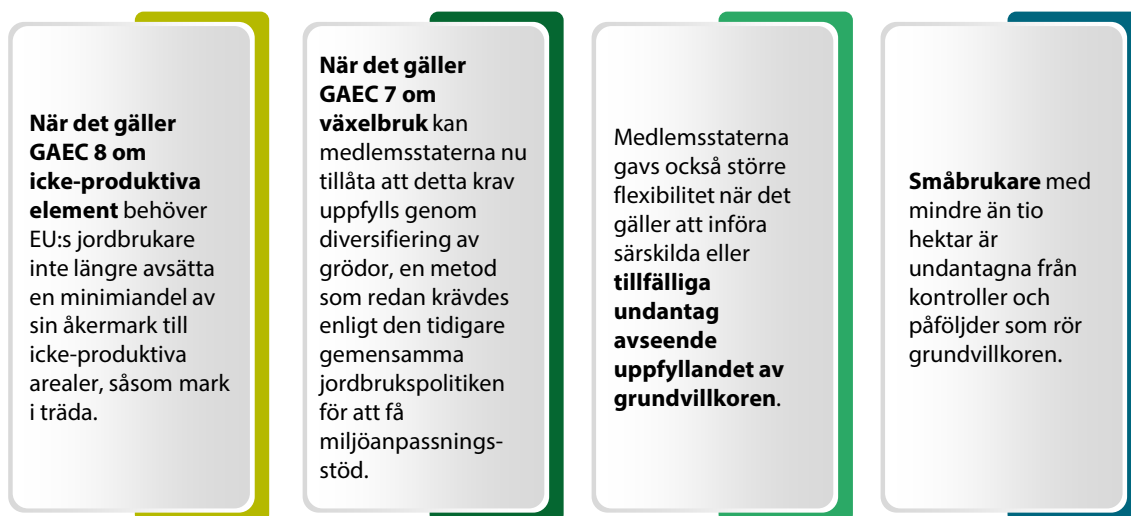 När det gäller
GAEC 8 om
icke-produktiva
element behöver
EU:s jordbrukare
inte längre avsätta
en minimiandel av
sin åkermark till
icke-produktiva
arealer, såsom mark
i träda.
När det gäller
GAEC 7 om
växelbruk kan
medlemsstaterna nu
tillåta att detta krav
uppfylls genom
diversifiering av
grödor, en metod
som redan krävdes
enligt den tidigare
gemensamma
jordbrukspolitiken
för att få
miljöanpassnings-
stöd.
Medlemsstaterna
gavs också större
flexibilitet när det
gäller att införa
särskilda eller
tillfälliga
undantag
avseende
uppfyllandet av
grundvillkoren.
Småbrukare med
mindre än tio
hektar är
undantagna från
kontroller och
påföljder som rör
grundvillkoren.